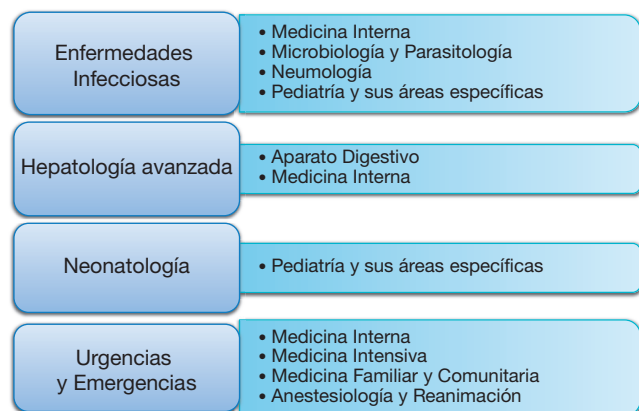 Enfermedades
Infecciosas
• Medicina Interna
• Microbiología y Parasitología
• Neumología
• Pediatría y sus áreas específicas
Hepatología avanzada
• Aparato Digestivo
• Medicina Interna
Neonatología
• Pediatría y sus áreas específicas
Urgencias
y Emergencias
• Medicina Interna
• Medicina Intensiva
• Medicina Familiar y Comunitaria
• Anestesiología y Reanimación